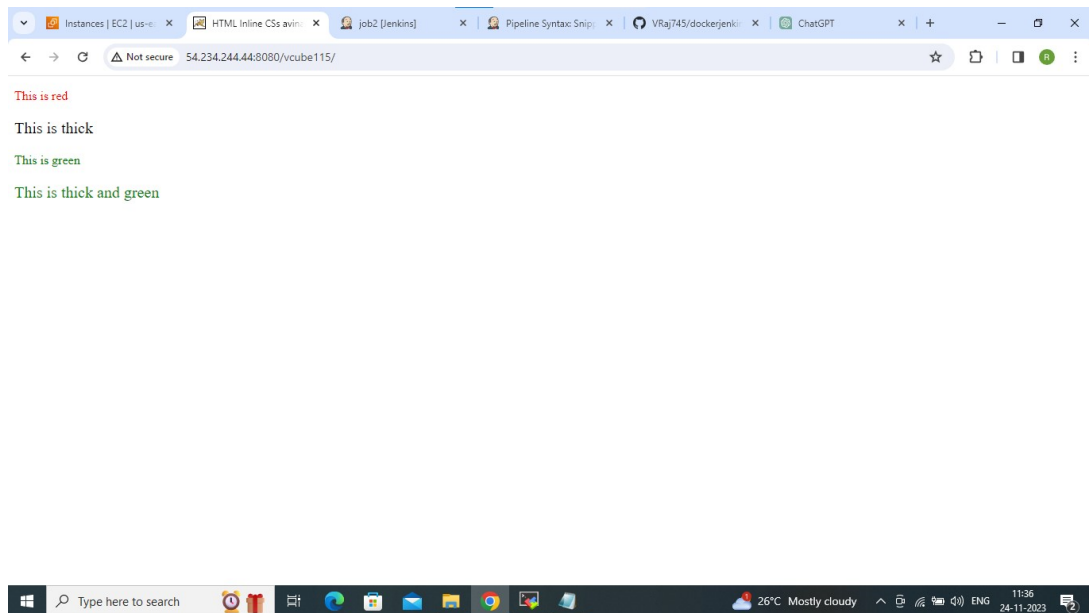 Instances | EC2 | us-e
HTML Inline CSs avin
job2 [Jenkins]
Pipeline Syntax: Snip
VRaj745/dockerjenkin
ChatGPT
Not secure 54.234.244.44:8080/vcube115/
R
This is red
This is thick
This is green
This is thick and green
Type here to search
26°C Mostly cloudy
ENG
11:36
24-11-2023
2